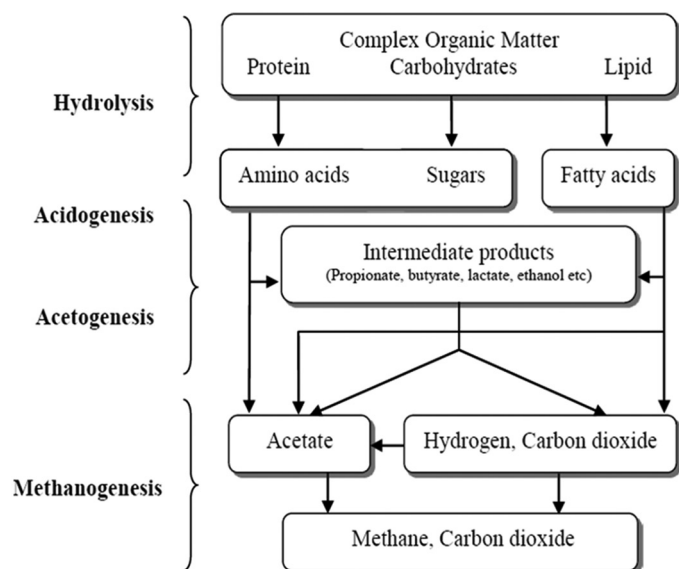 Complex Organic Matter
Protein Carbohydrates Lipid
Hydrolysis
Amino acids Sugars Fatty acids
Acidogenesis
Intermediate products
(Propionate, butyrate, lactate, ethanol etc)
Acetogenesis
Acetate Hydrogen, Carbon dioxide
Methanogenesis
Methane, Carbon dioxide